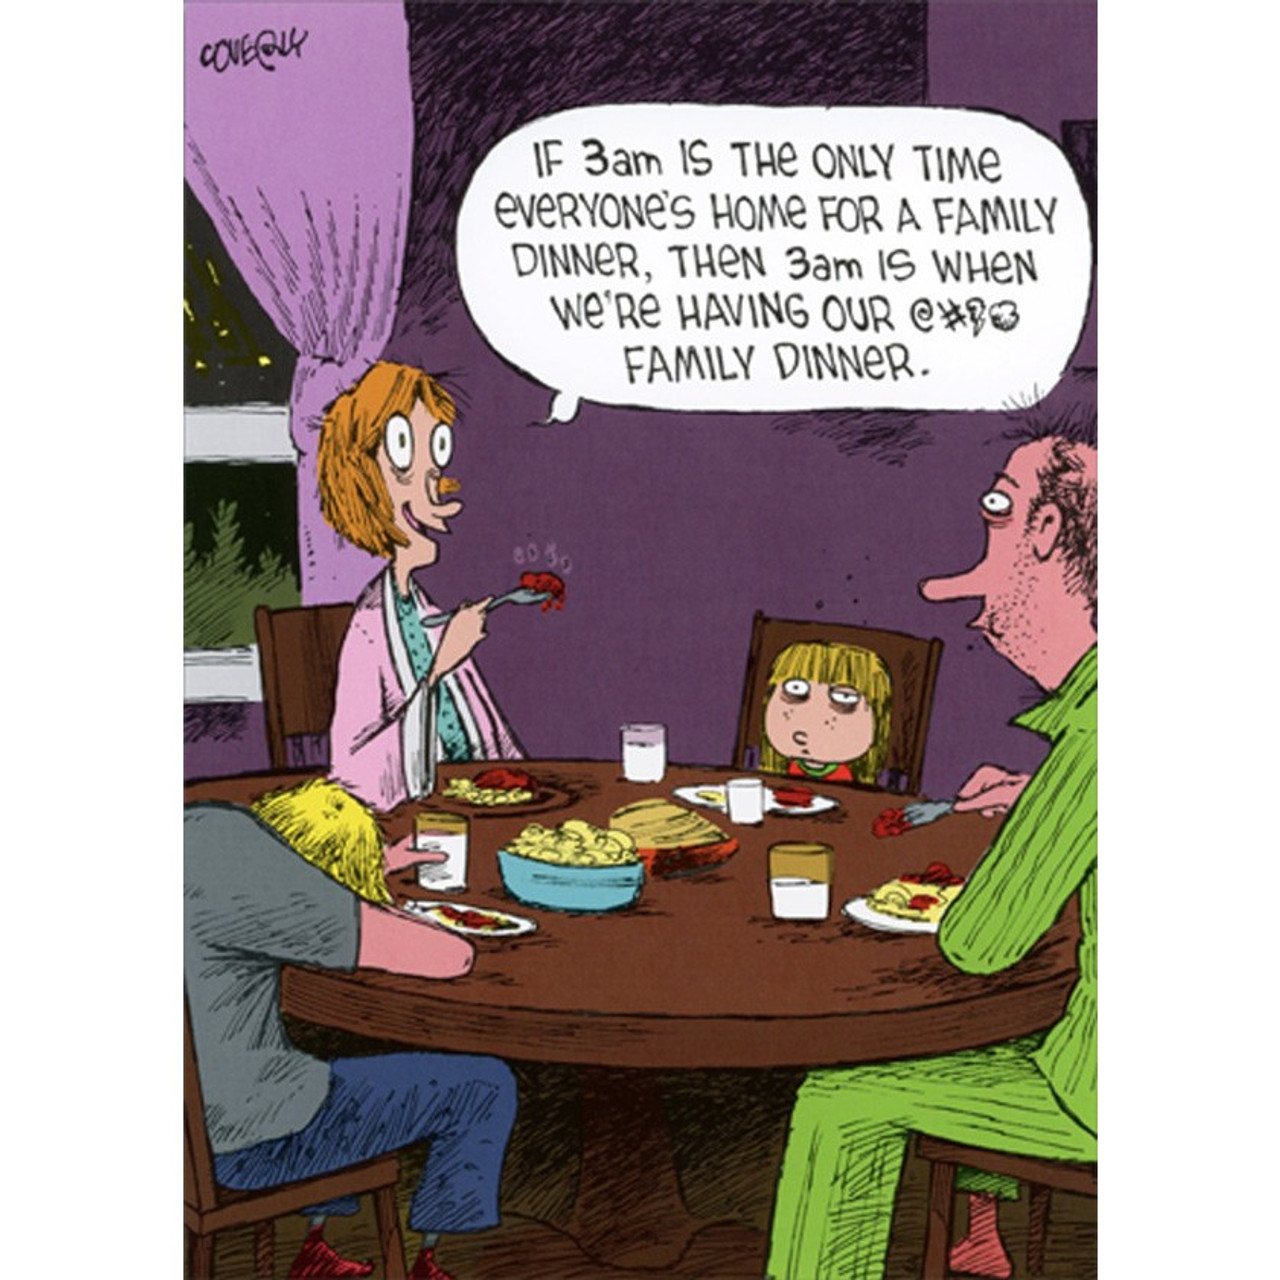 COVERLY
IF 3am IS THe ONLY TIMe
eVeRYONe'S HOMe FOR A FAMILY
DINNeR, THeN 3am IS WHeN
We'Re HAVING OUR @*#!
FAMILY DINNeR.